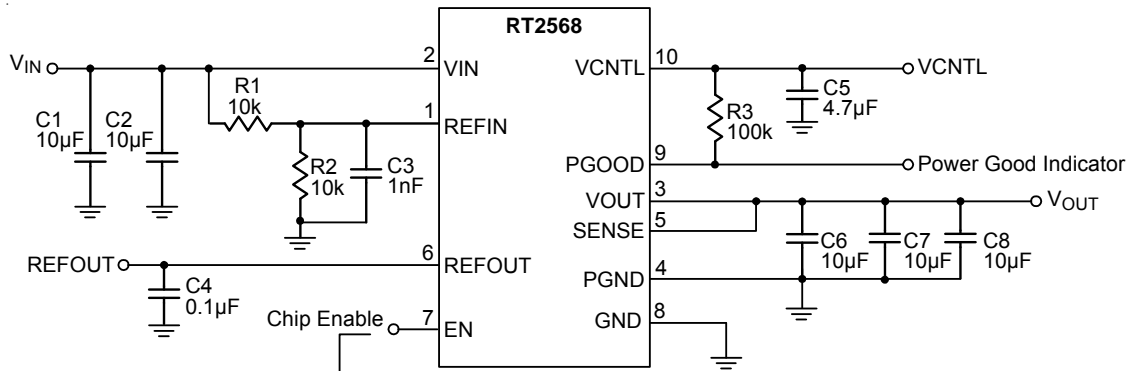 RT2568
V_IN
2
VIN
VCNTL
10
VCNTL
C1
10µF
C2
10µF
R1
10k
1
REFIN
R3
100k
C5
4.7µF
R2
10k
C3
1nF
PGOOD
9
Power Good Indicator
VOUT
3
V_OUT
SENSE
5
C6
10µF
C7
10µF
C8
10µF
REFOUT
6
REFOUT
C4
0.1µF
PGND
4
Chip Enable
7
EN
GND
8